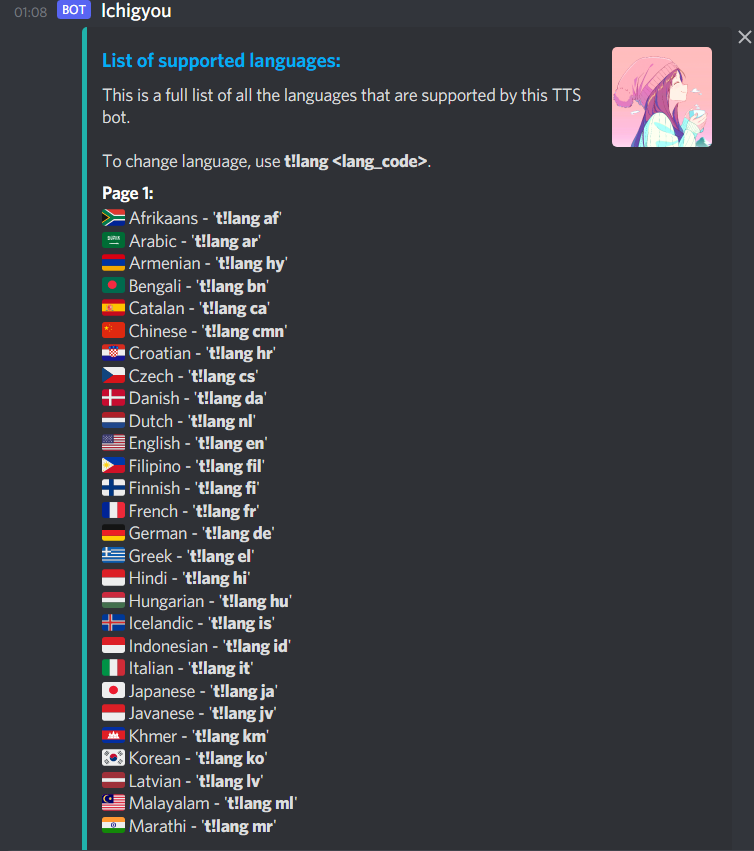 01:08 BOT Ichigyou
List of supported languages:
This is a full list of all the languages that are supported by this TTS
bot.
To change language, use t!lang <lang_code>.
Page 1:
Afrikaans - 't!lang af'
Arabic - 't!lang ar'
Armenian - 't!lang hy'
Bengali - 't!lang bn'
Catalan - 't!lang ca'
Chinese - 't!lang cmn'
Croatian - 't!lang hr'
Czech - 't!lang cs'
Danish - 't!lang da'
Dutch - 't!lang nl'
English - 't!lang en'
Filipino - 't!lang fil'
Finnish - 't!lang fi'
French - 't!lang fr'
German - 't!lang de'
Greek - 't!lang el'
Hindi - 't!lang hi'
Hungarian - 't!lang hu'
Icelandic - 't!lang is'
Indonesian - 't!lang id'
Italian - 't!lang it'
Japanese - 't!lang ja'
Javanese - 't!lang jv'
Khmer - 't!lang km'
Korean - 't!lang ko'
Latvian - 't!lang lv'
Malayalam - 't!lang ml'
Marathi - 't!lang mr'